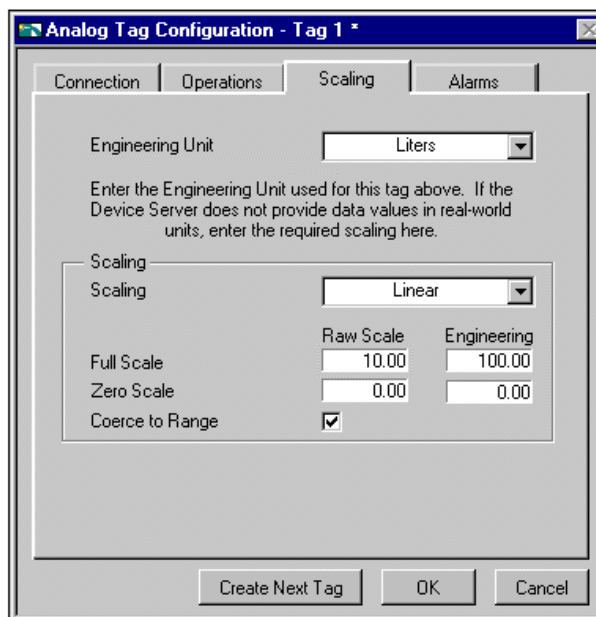 Analog Tag Configuration - Tag 1 *
Connection Operations Scaling Alarms
Engineering Unit Liters
Enter the Engineering Unit used for this tag above. If the
Device Server does not provide data values in real-world
units, enter the required scaling here.
Scaling
Scaling Linear
Raw Scale Engineering
Full Scale 10.00 100.00
Zero Scale 0.00 0.00
Coerce to Range
Create Next Tag OK Cancel